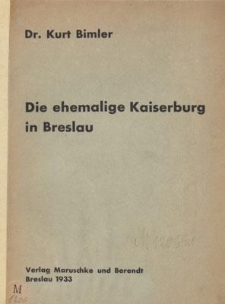 Dr. Kurt Bimler
Die ehemalige Kaiserburg
in Breslau
Verlag Maruschke und Berendt
Breslau 1933
M